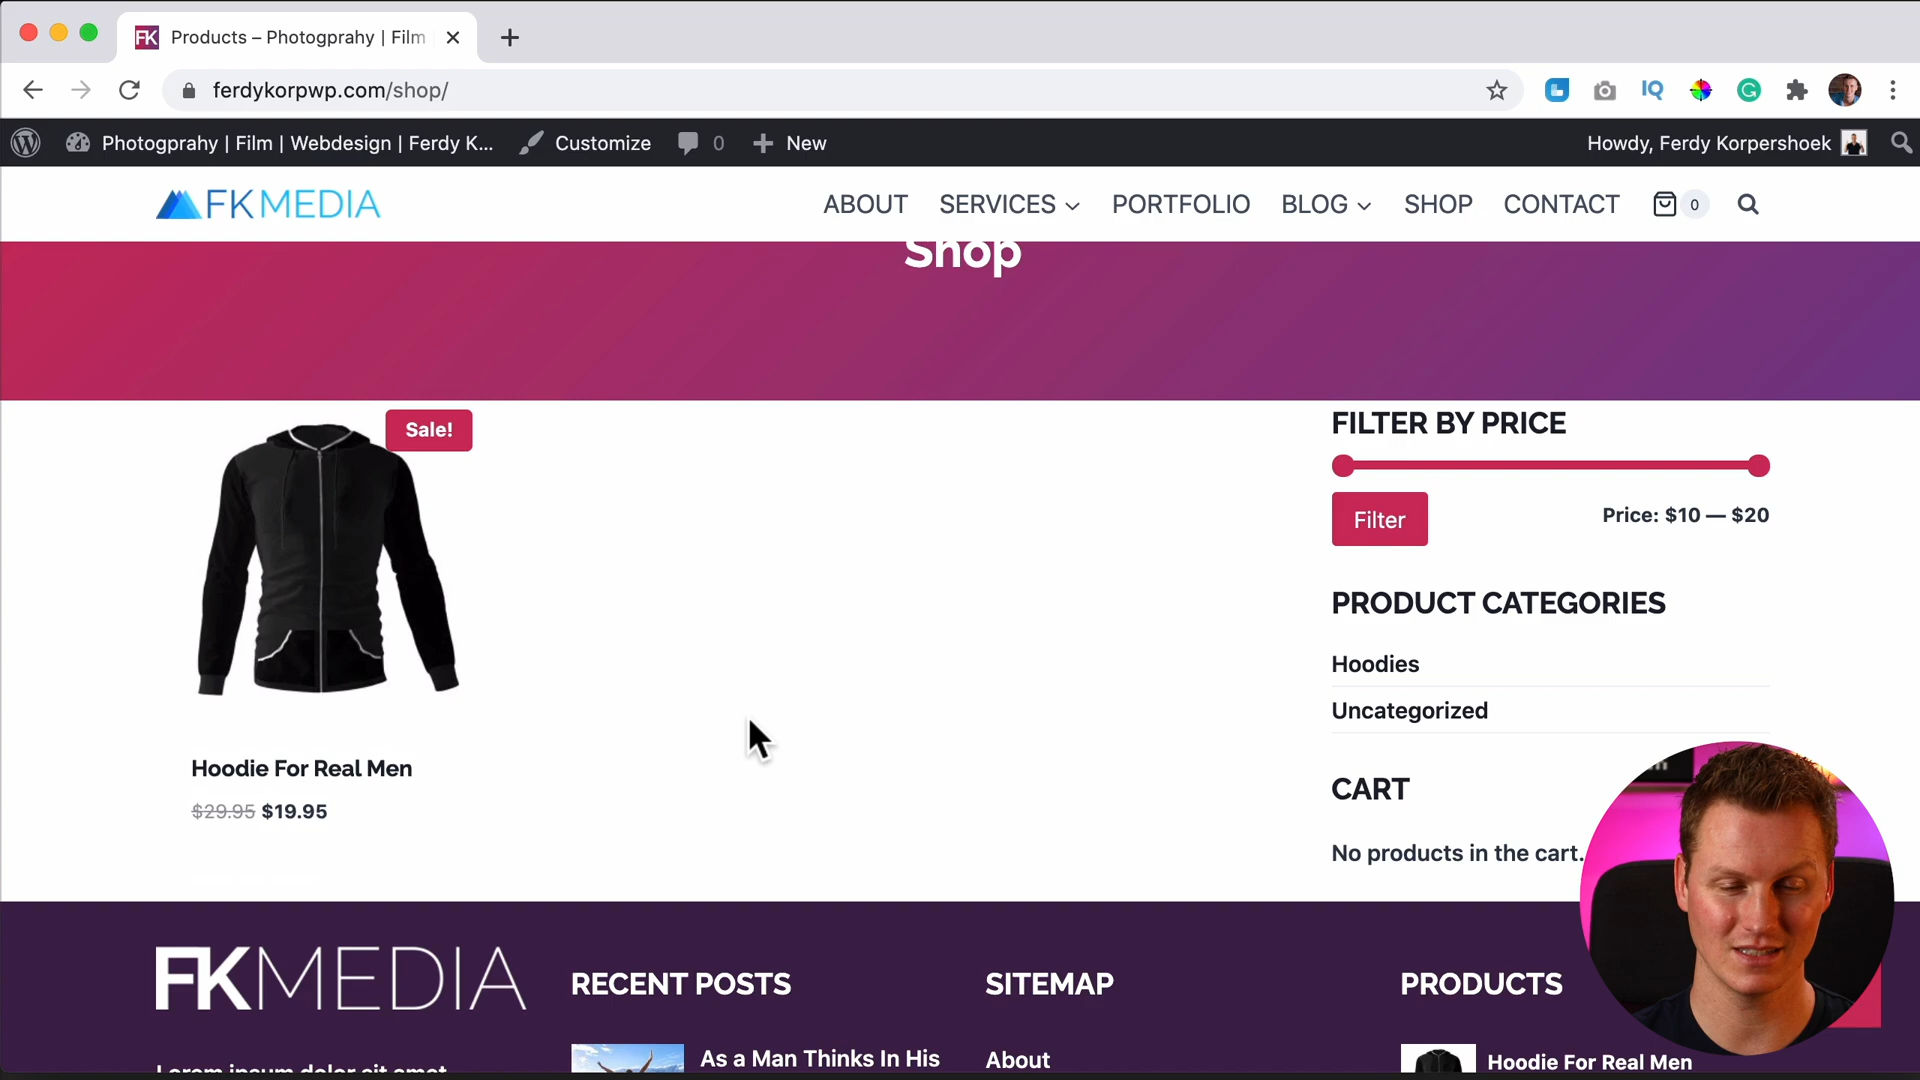 FK Products – Photogprahy | Film
ferdykorpwp.com/shop/
IQ
Photogprahy | Film | Webdesign | Ferdy K...
Customize
0
New
Howdy, Ferdy Korpershoek
FKMEDIA
ABOUT
SERVICES
PORTFOLIO
BLOG
SHOP
CONTACT
0
Shop
Sale!
Hoodie For Real Men
$29.95 $19.95
FILTER BY PRICE
Filter
Price: $10 — $20
PRODUCT CATEGORIES
Hoodies
Uncategorized
CART
No products in the cart.
FKMEDIA
Lorem ipsum dolor sit amet
RECENT POSTS
As a Man Thinks In His
SITEMAP
About
PRODUCTS
Hoodie For Real Men